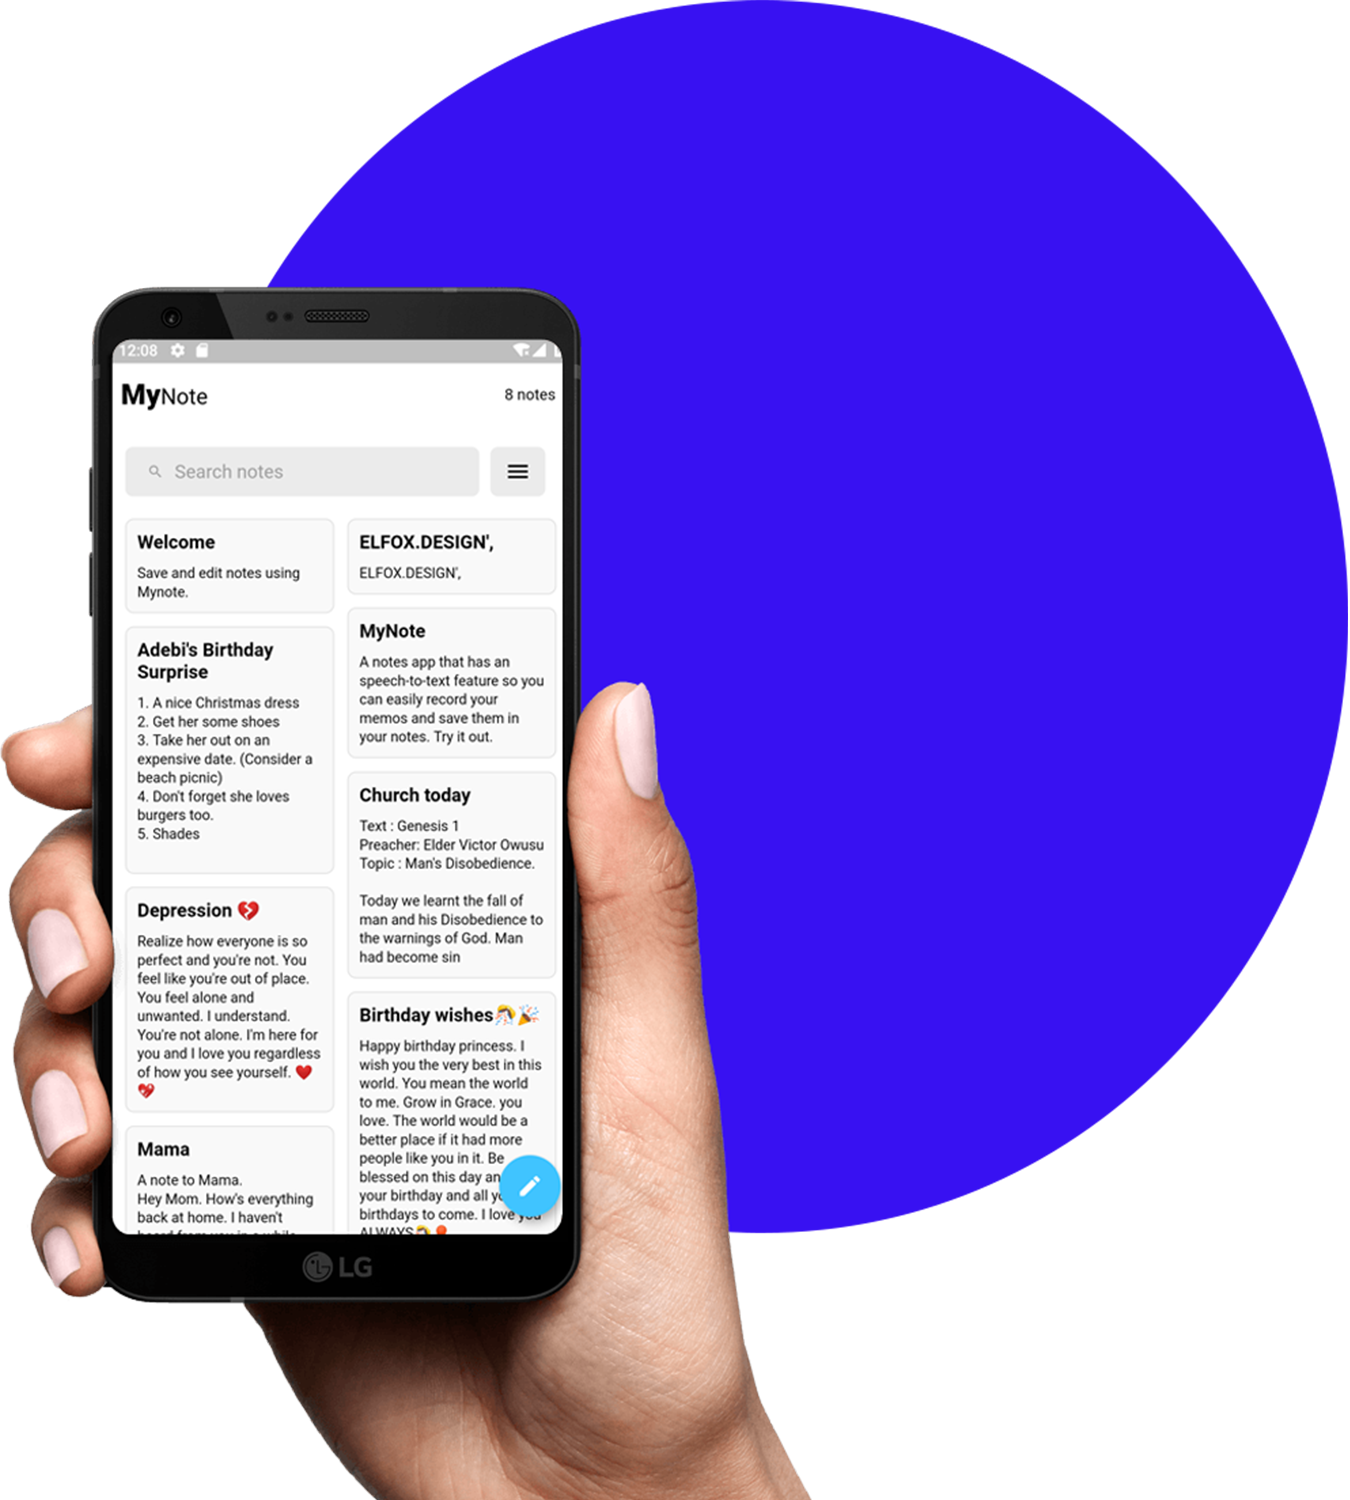 12:08
MyNote
8 notes
Search notes
Welcome
Save and edit notes using
Mynote.
Adebi's Birthday
Surprise
1. A nice Christmas dress
2. Get her some shoes
3. Take her out on an
expensive date. (Consider a
beach picnic)
4. Don't forget she loves
burgers too.
5. Shades
Depression 💔
Realize how everyone is so
perfect and you're not. You
feel like you're out of place.
You feel alone and
unwanted. I understand.
You're not alone. I'm here for
you and I love you regardless
of how you see yourself. ❤️
💖
Mama
A note to Mama.
Hey Mom. How's everything
back at home. I haven't
heard from you in a while
ELFOX.DESIGN',
ELFOX.DESIGN',
MyNote
A notes app that has an
speech-to-text feature so you
can easily record your
memos and save them in
your notes. Try it out.
Church today
Text : Genesis 1
Preacher: Elder Victor Owusu
Topic : Man's Disobedience.
Today we learnt the fall of
man and his Disobedience to
the warnings of God. Man
had become sin
Birthday wishes🎊🎉
Happy birthday princess. I
wish you the very best in this
world. You mean the world
to me. Grow in Grace. you
love. The world would be a
better place if it had more
people like you in it. Be
blessed on this day an
your birthday and all yo
birthdays to come. I love you
ALWAYS🎊🎈
LG